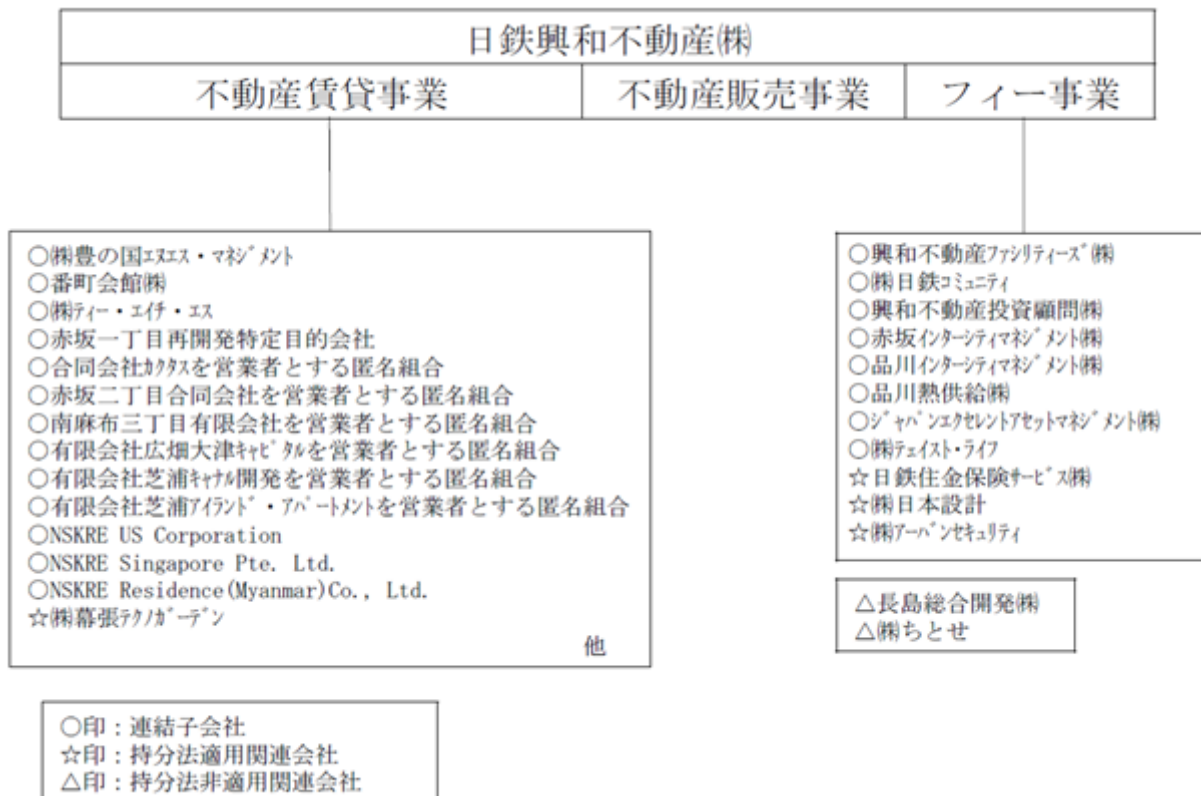 日鉄興和不動産㈱
不動産賃貸事業
不動産販売事業
フィー事業
○㈱豊の国ｴﾇｴｽ・ﾏﾈｼﾞﾒﾝﾄ
○番町会館㈱
○㈱ﾃｨｰ・ｴｲﾁ・ｴｽ
○赤坂一丁目再開発特定目的会社
○合同会社ｶｸﾀｽを営業者とする匿名組合
○赤坂二丁目合同会社を営業者とする匿名組合
○南麻布三丁目有限会社を営業者とする匿名組合
○有限会社広畑大津ｷｬﾋﾟﾀﾙを営業者とする匿名組合
○有限会社芝浦ｷｬﾅﾙ開発を営業者とする匿名組合
○有限会社芝浦ｱｲﾗﾝﾄﾞ・ｱﾊﾟｰﾄﾒﾝﾄを営業者とする匿名組合
○NSKRE US Corporation
○NSKRE Singapore Pte. Ltd.
○NSKRE Residence(Myanmar)Co., Ltd.
☆㈱幕張ﾃｸﾉｶﾞｰﾃﾞﾝ
他
○興和不動産ﾌｧｼﾘﾃｨｰｽﾞ㈱
○㈱日鉄ｺﾐｭﾆﾃｨ
○興和不動産投資顧問㈱
○赤坂ｲﾝﾀｰｼﾃｨﾏﾈｼﾞﾒﾝﾄ㈱
○品川ｲﾝﾀｰｼﾃｨﾏﾈｼﾞﾒﾝﾄ㈱
○品川熱供給㈱
○ｼﾞｬﾊﾟﾝｴｸｾﾚﾝﾄｱｾｯﾄﾏﾈｼﾞﾒﾝﾄ㈱
○㈱ﾃｲｽﾄ・ﾗｲﾌ
☆日鉄住金保険ｻｰﾋﾞｽ㈱
☆㈱日本設計
☆㈱ｱｰﾊﾞﾝｾｷｭﾘﾃｨ
△長島総合開発㈱
△㈱ちとせ
○印：連結子会社
☆印：持分法適用関連会社
△印：持分法非適用関連会社